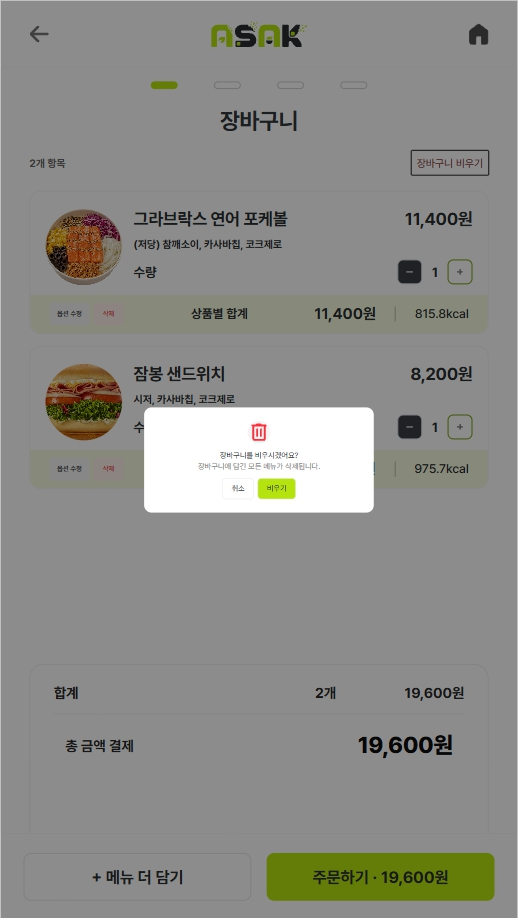 ASAK
장바구니
2개 항목
장바구니 비우기
그라브락스 연어 포케볼 11,400원
(저당) 참깨소이, 카사바칩, 코크제로
수량 − 1 +
옵션 수정 삭제 상품별 합계 11,400원 815.8kcal
잠봉 샌드위치 8,200원
시저, 카사바칩, 코크제로
수 − 1 +
옵션 수정 삭제 975.7kcal
장바구니를 비우시겠어요?
장바구니에 담긴 모든 메뉴가 삭제됩니다.
취소 비우기
합계 2개 19,600원
총 금액 결제 19,600원
+ 메뉴 더 담기 주문하기 · 19,600원